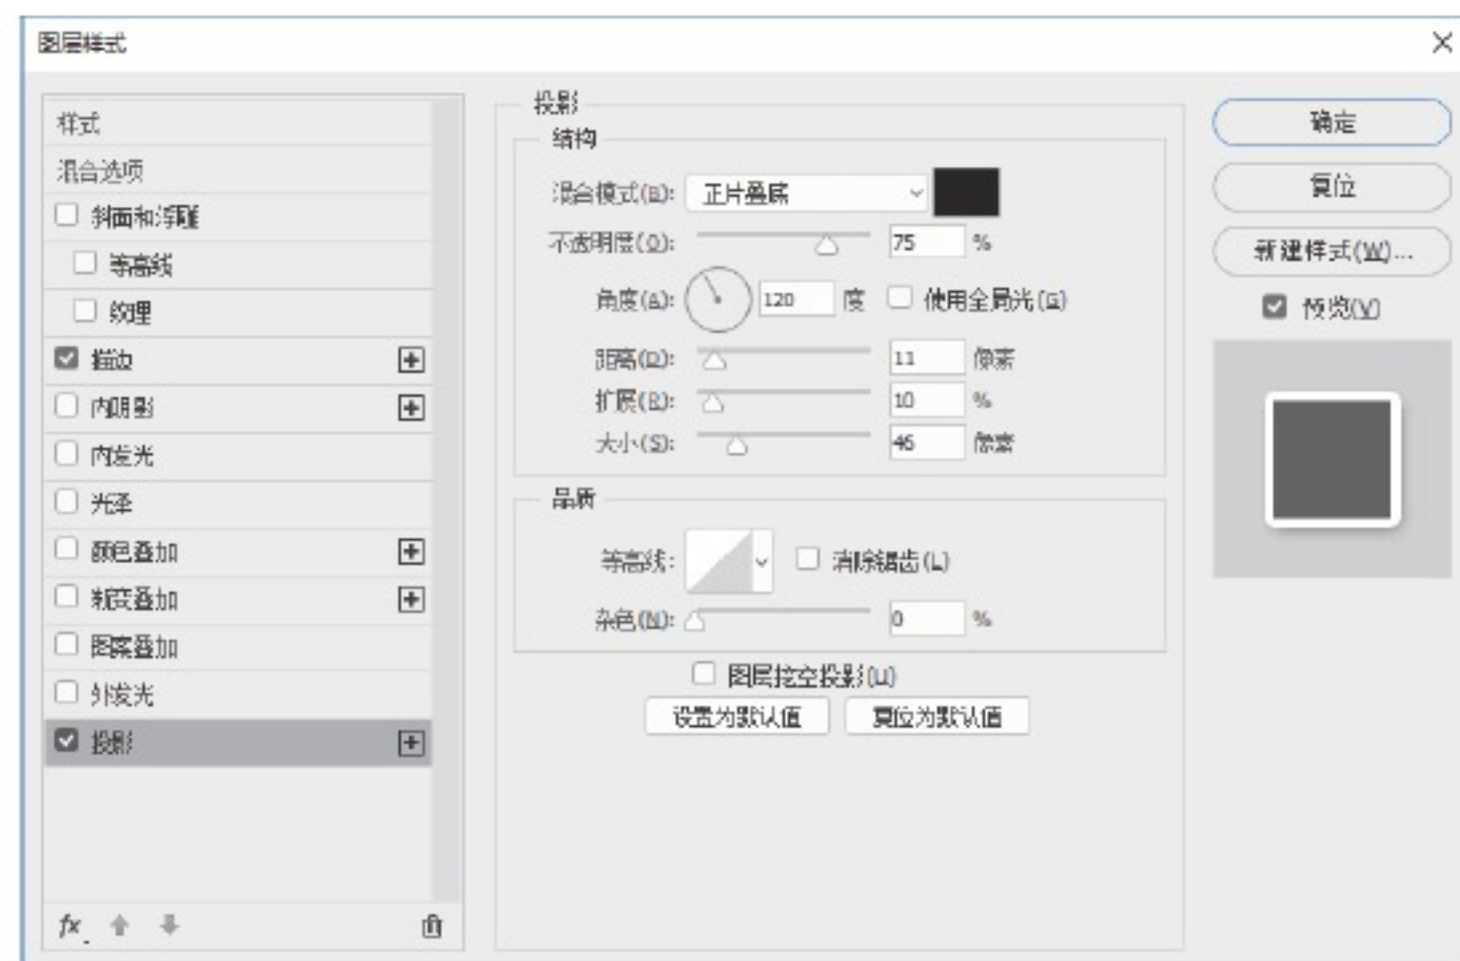 图层样式
样式
混合选项
斜面和浮雕
等高线
纹理
描边
内阴影
内发光
光泽
颜色叠加
渐变叠加
图案叠加
外发光
投影
fx
投影
结构
混合模式(B): 正片叠底
不透明度(O): 75 %
角度(A): 120 度 使用全局光(G)
距离(D): 11 像素
扩展(R): 10 %
大小(S): 46 像素
品质
等高线: 消除锯齿(L)
杂色(N): 0 %
图层挖空投影(U)
设置为默认值 复位为默认值
确定
复位
新建样式(W)...
预览(V)